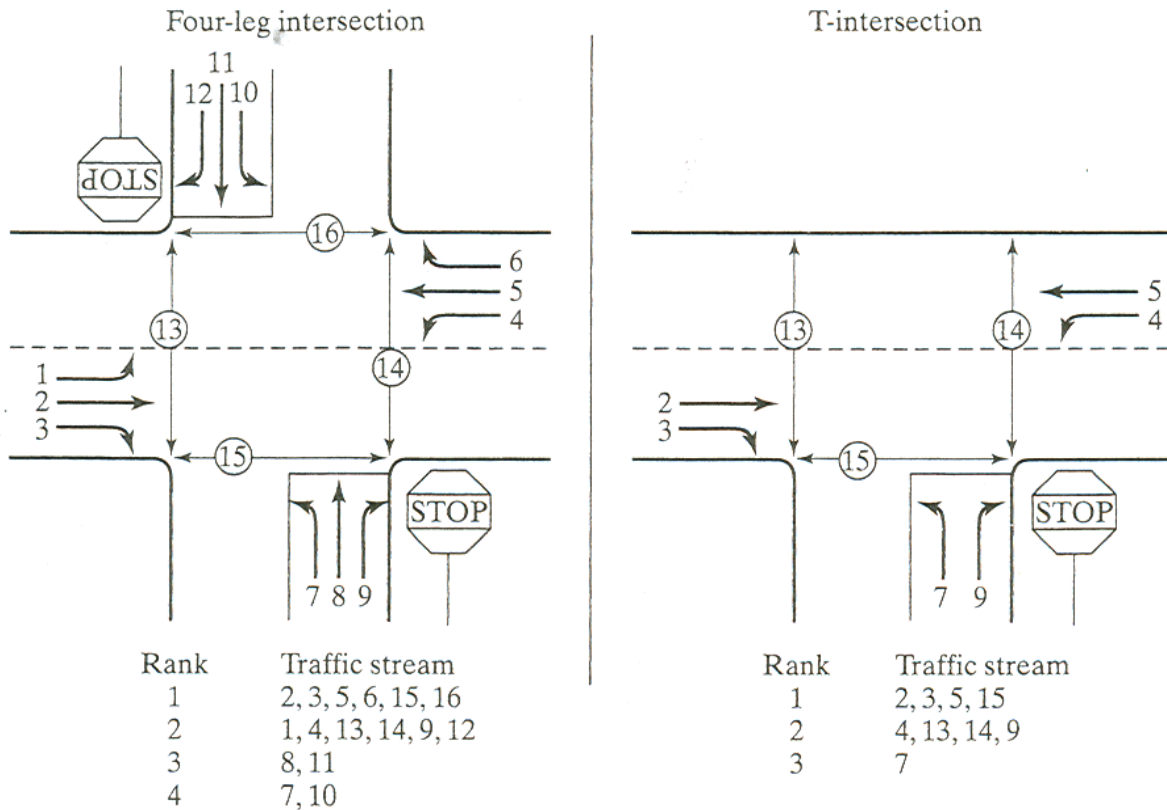 Four-leg intersection
11
12 10
STOP
16
6
5
4
13
14
1
2
3
15
STOP
7 8 9
Rank Traffic stream
1 2, 3, 5, 6, 15, 16
2 1, 4, 13, 14, 9, 12
3 8, 11
4 7, 10
T-intersection
5
4
13
14
2
3
15
STOP
7 9
Rank Traffic stream
1 2, 3, 5, 15
2 4, 13, 14, 9
3 7